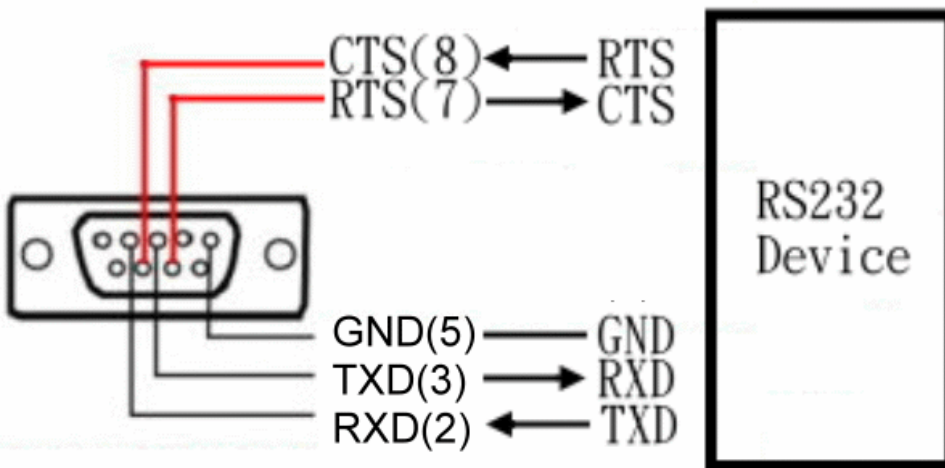 CTS(8) RTS
RTS(7) CTS
RS232
Device
GND(5) GND
TXD(3) RXD
RXD(2) TXD